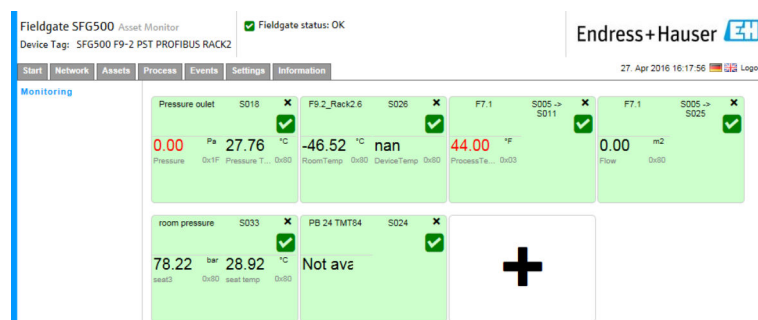 Fieldgate SFG500 Asset Monitor
Device Tag: SFG500 F9-2 PST PROFIBUS RACK2
Fieldgate status: OK
Endress+Hauser EH
Start Network Assets Process Events Settings Information
27. Apr 2016 16:17:56 Logo
Monitoring
Pressure oulet S018
0.00 Pa 27.76 °C
Pressure 0x1F Pressure T... 0x80
F9.2_Rack2.6 S026
-46.52 °C nan
RoomTemp 0x80 DeviceTemp 0x80
F7.1 S005 ->
S011
44.00 °F
ProcessTe... 0x03
F7.1 S005 ->
S025
0.00 m2
Flow 0x80
room pressure S033
78.22 bar 28.92 °C
seat3 0x80 seat temp 0x80
PB 24 TMT84 S024
Not ava